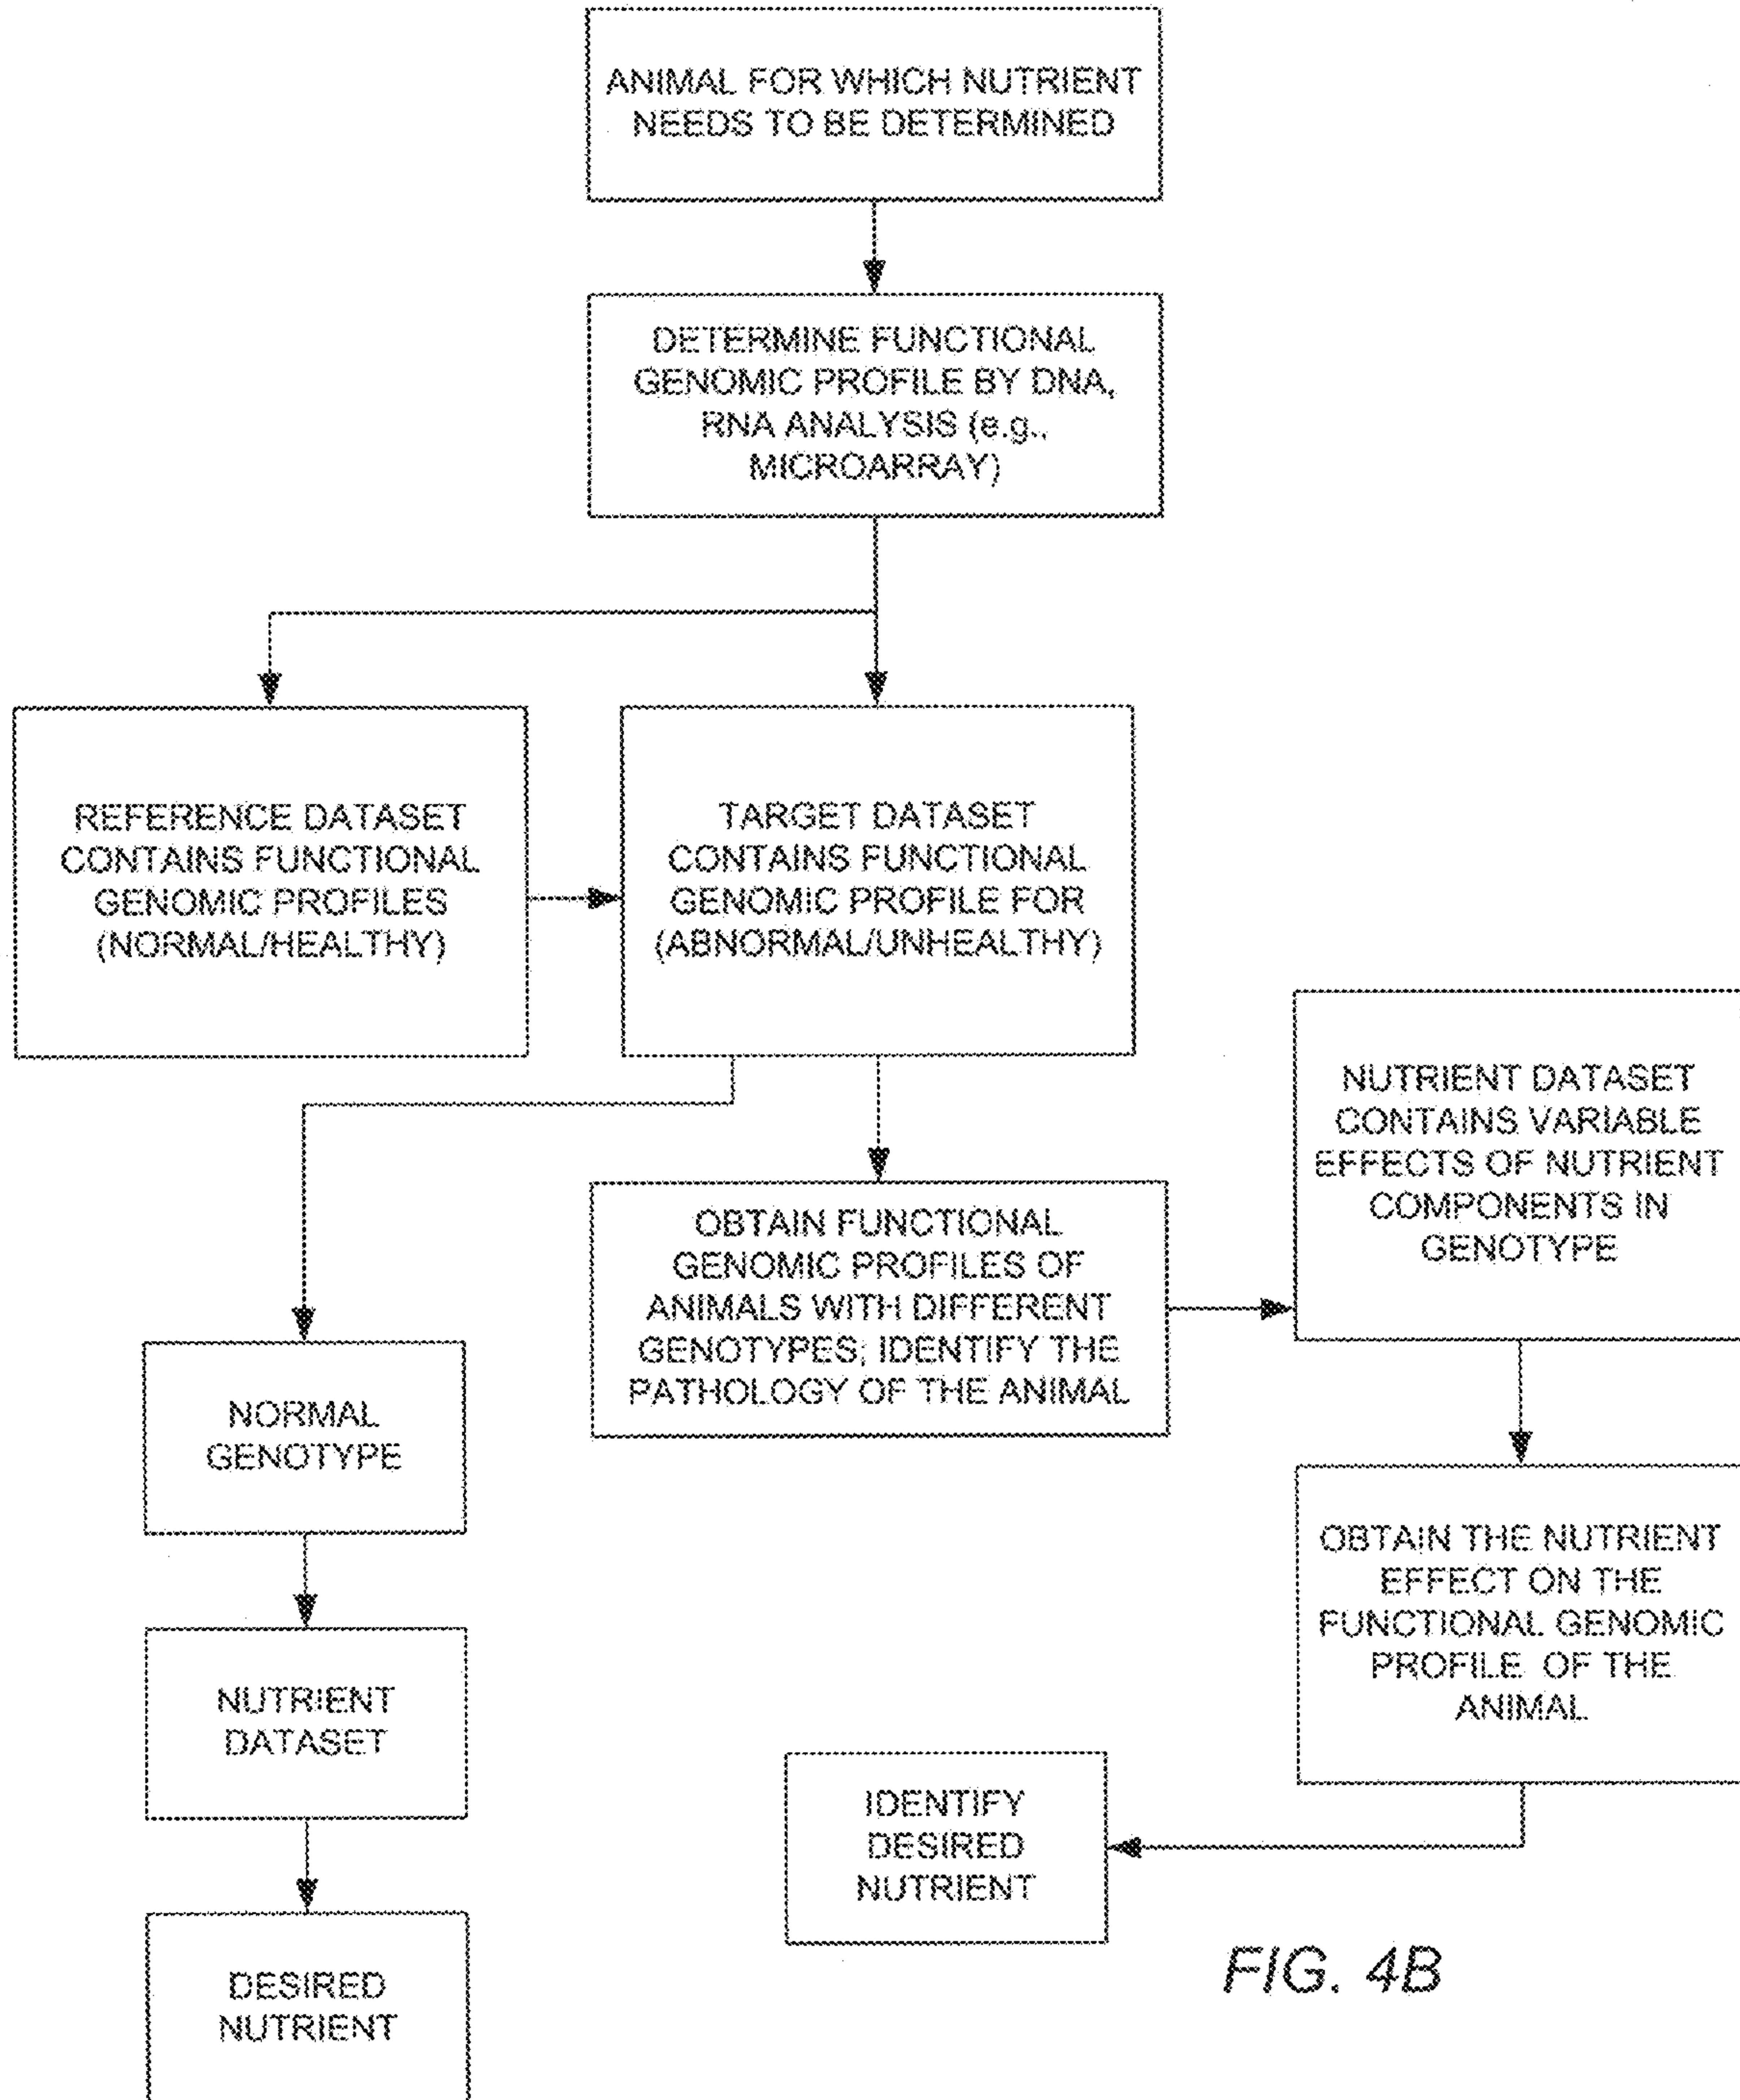 ANIMAL FOR WHICH NUTRIENT
NEEDS TO BE DETERMINED
DETERMINE FUNCTIONAL
GENOMIC PROFILE BY DNA,
RNA ANALYSIS (e.g.,
MICROARRAY)
REFERENCE DATASET
CONTAINS FUNCTIONAL
GENOMIC PROFILES
(NORMAL/HEALTHY)
TARGET DATASET
CONTAINS FUNCTIONAL
GENOMIC PROFILE FOR
(ABNORMAL/UNHEALTHY)
NUTRIENT DATASET
CONTAINS VARIABLE
EFFECTS OF NUTRIENT
COMPONENTS IN
GENOTYPE
OBTAIN FUNCTIONAL
GENOMIC PROFILES OF
ANIMALS WITH DIFFERENT
GENOTYPES; IDENTIFY THE
PATHOLOGY OF THE ANIMAL
NORMAL
GENOTYPE
OBTAIN THE NUTRIENT
EFFECT ON THE
FUNCTIONAL GENOMIC
PROFILE OF THE
ANIMAL
NUTRIENT
DATASET
IDENTIFY
DESIRED
NUTRIENT
DESIRED
NUTRIENT
FIG. 4B